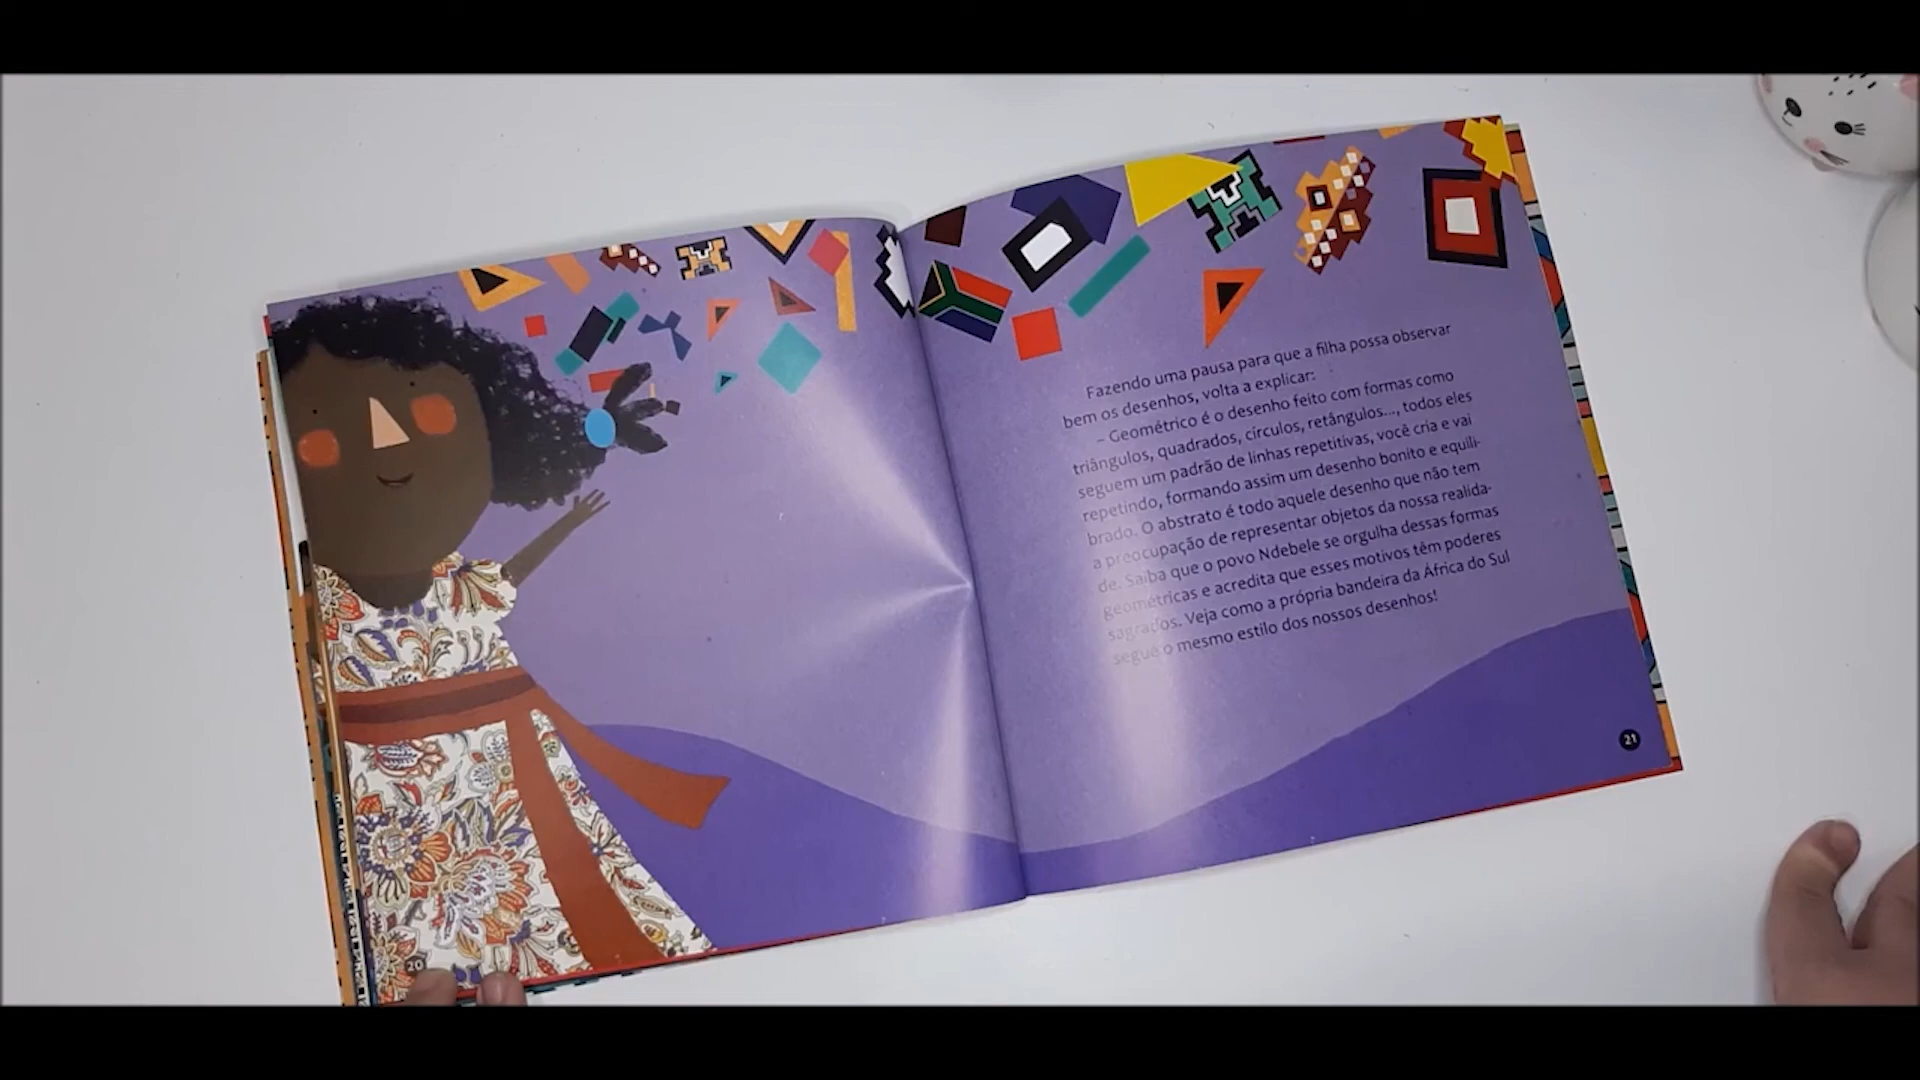 Fazendo uma pausa para que a filha possa observar
bem os desenhos, volta a explicar:
– Geométrico é o desenho feito com formas como
triângulos, quadrados, círculos, retângulos..., todos eles
seguem um padrão de linhas repetitivas, você cria e vai
repetindo, formando assim um desenho bonito e equili-
brado. O abstrato é todo aquele desenho que não tem
a preocupação de representar objetos da nossa realida-
de. Saiba que o povo Ndebele se orgulha dessas formas
geométricas e acredita que esses motivos têm poderes
sagrados. Veja como a própria bandeira da África do Sul
segue o mesmo estilo dos nossos desenhos!
20
21